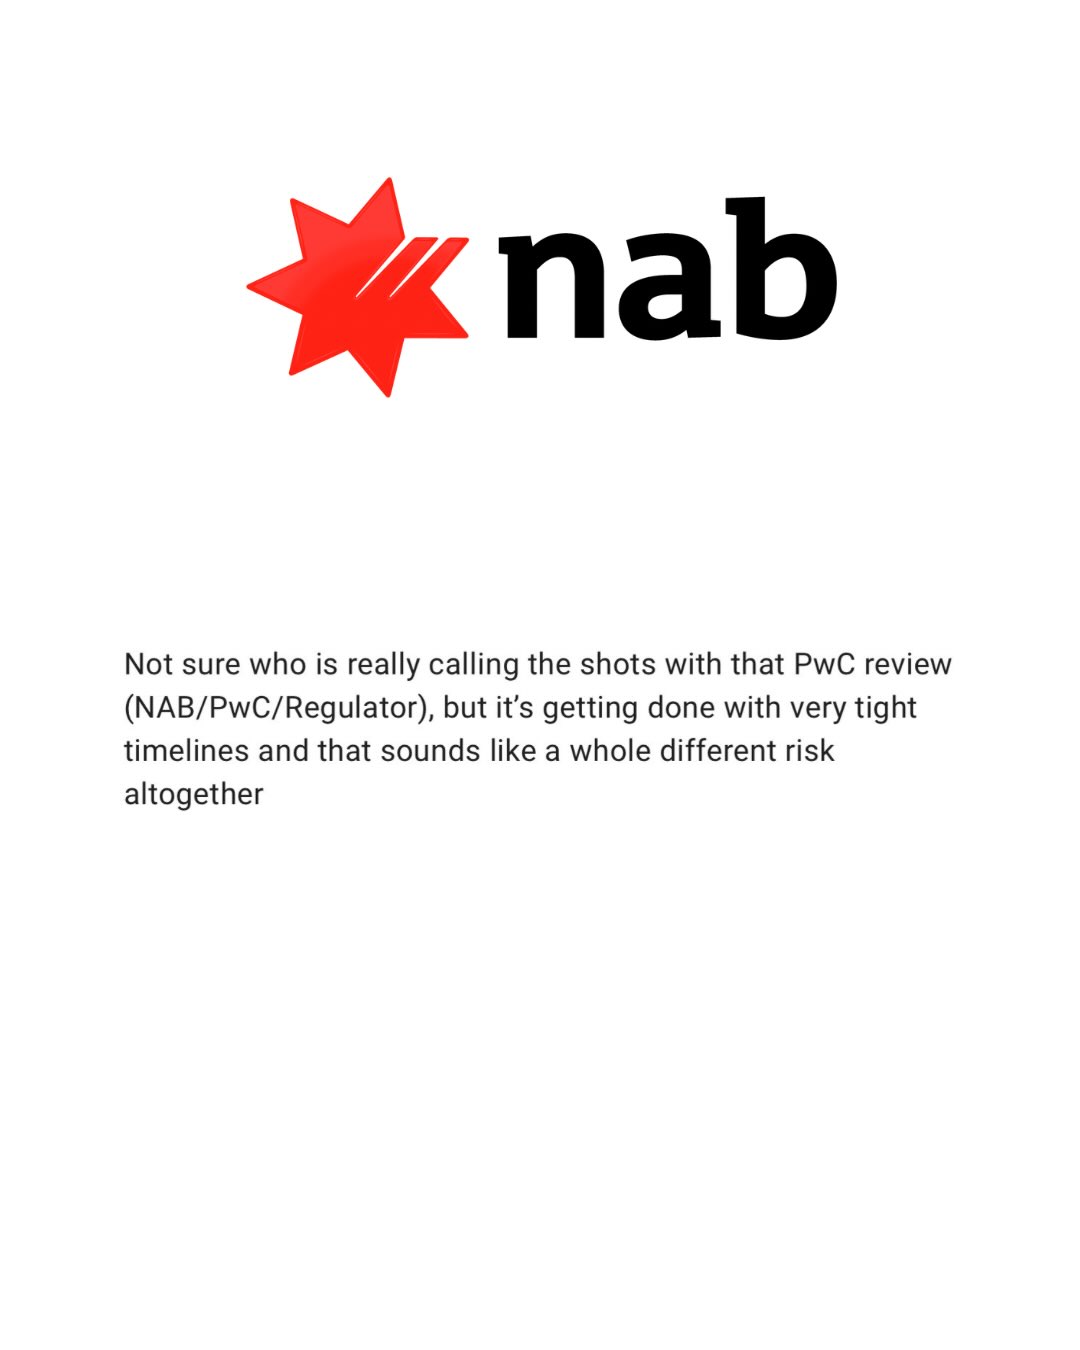 nab
Not sure who is really calling the shots with that PwC review
(NAB/PwC/Regulator), but it’s getting done with very tight
timelines and that sounds like a whole different risk
altogether